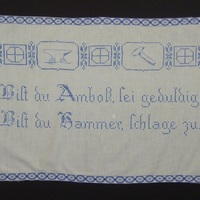 Bist du Amboß, sei geduldig
Bist du Hammer, schlage zu.